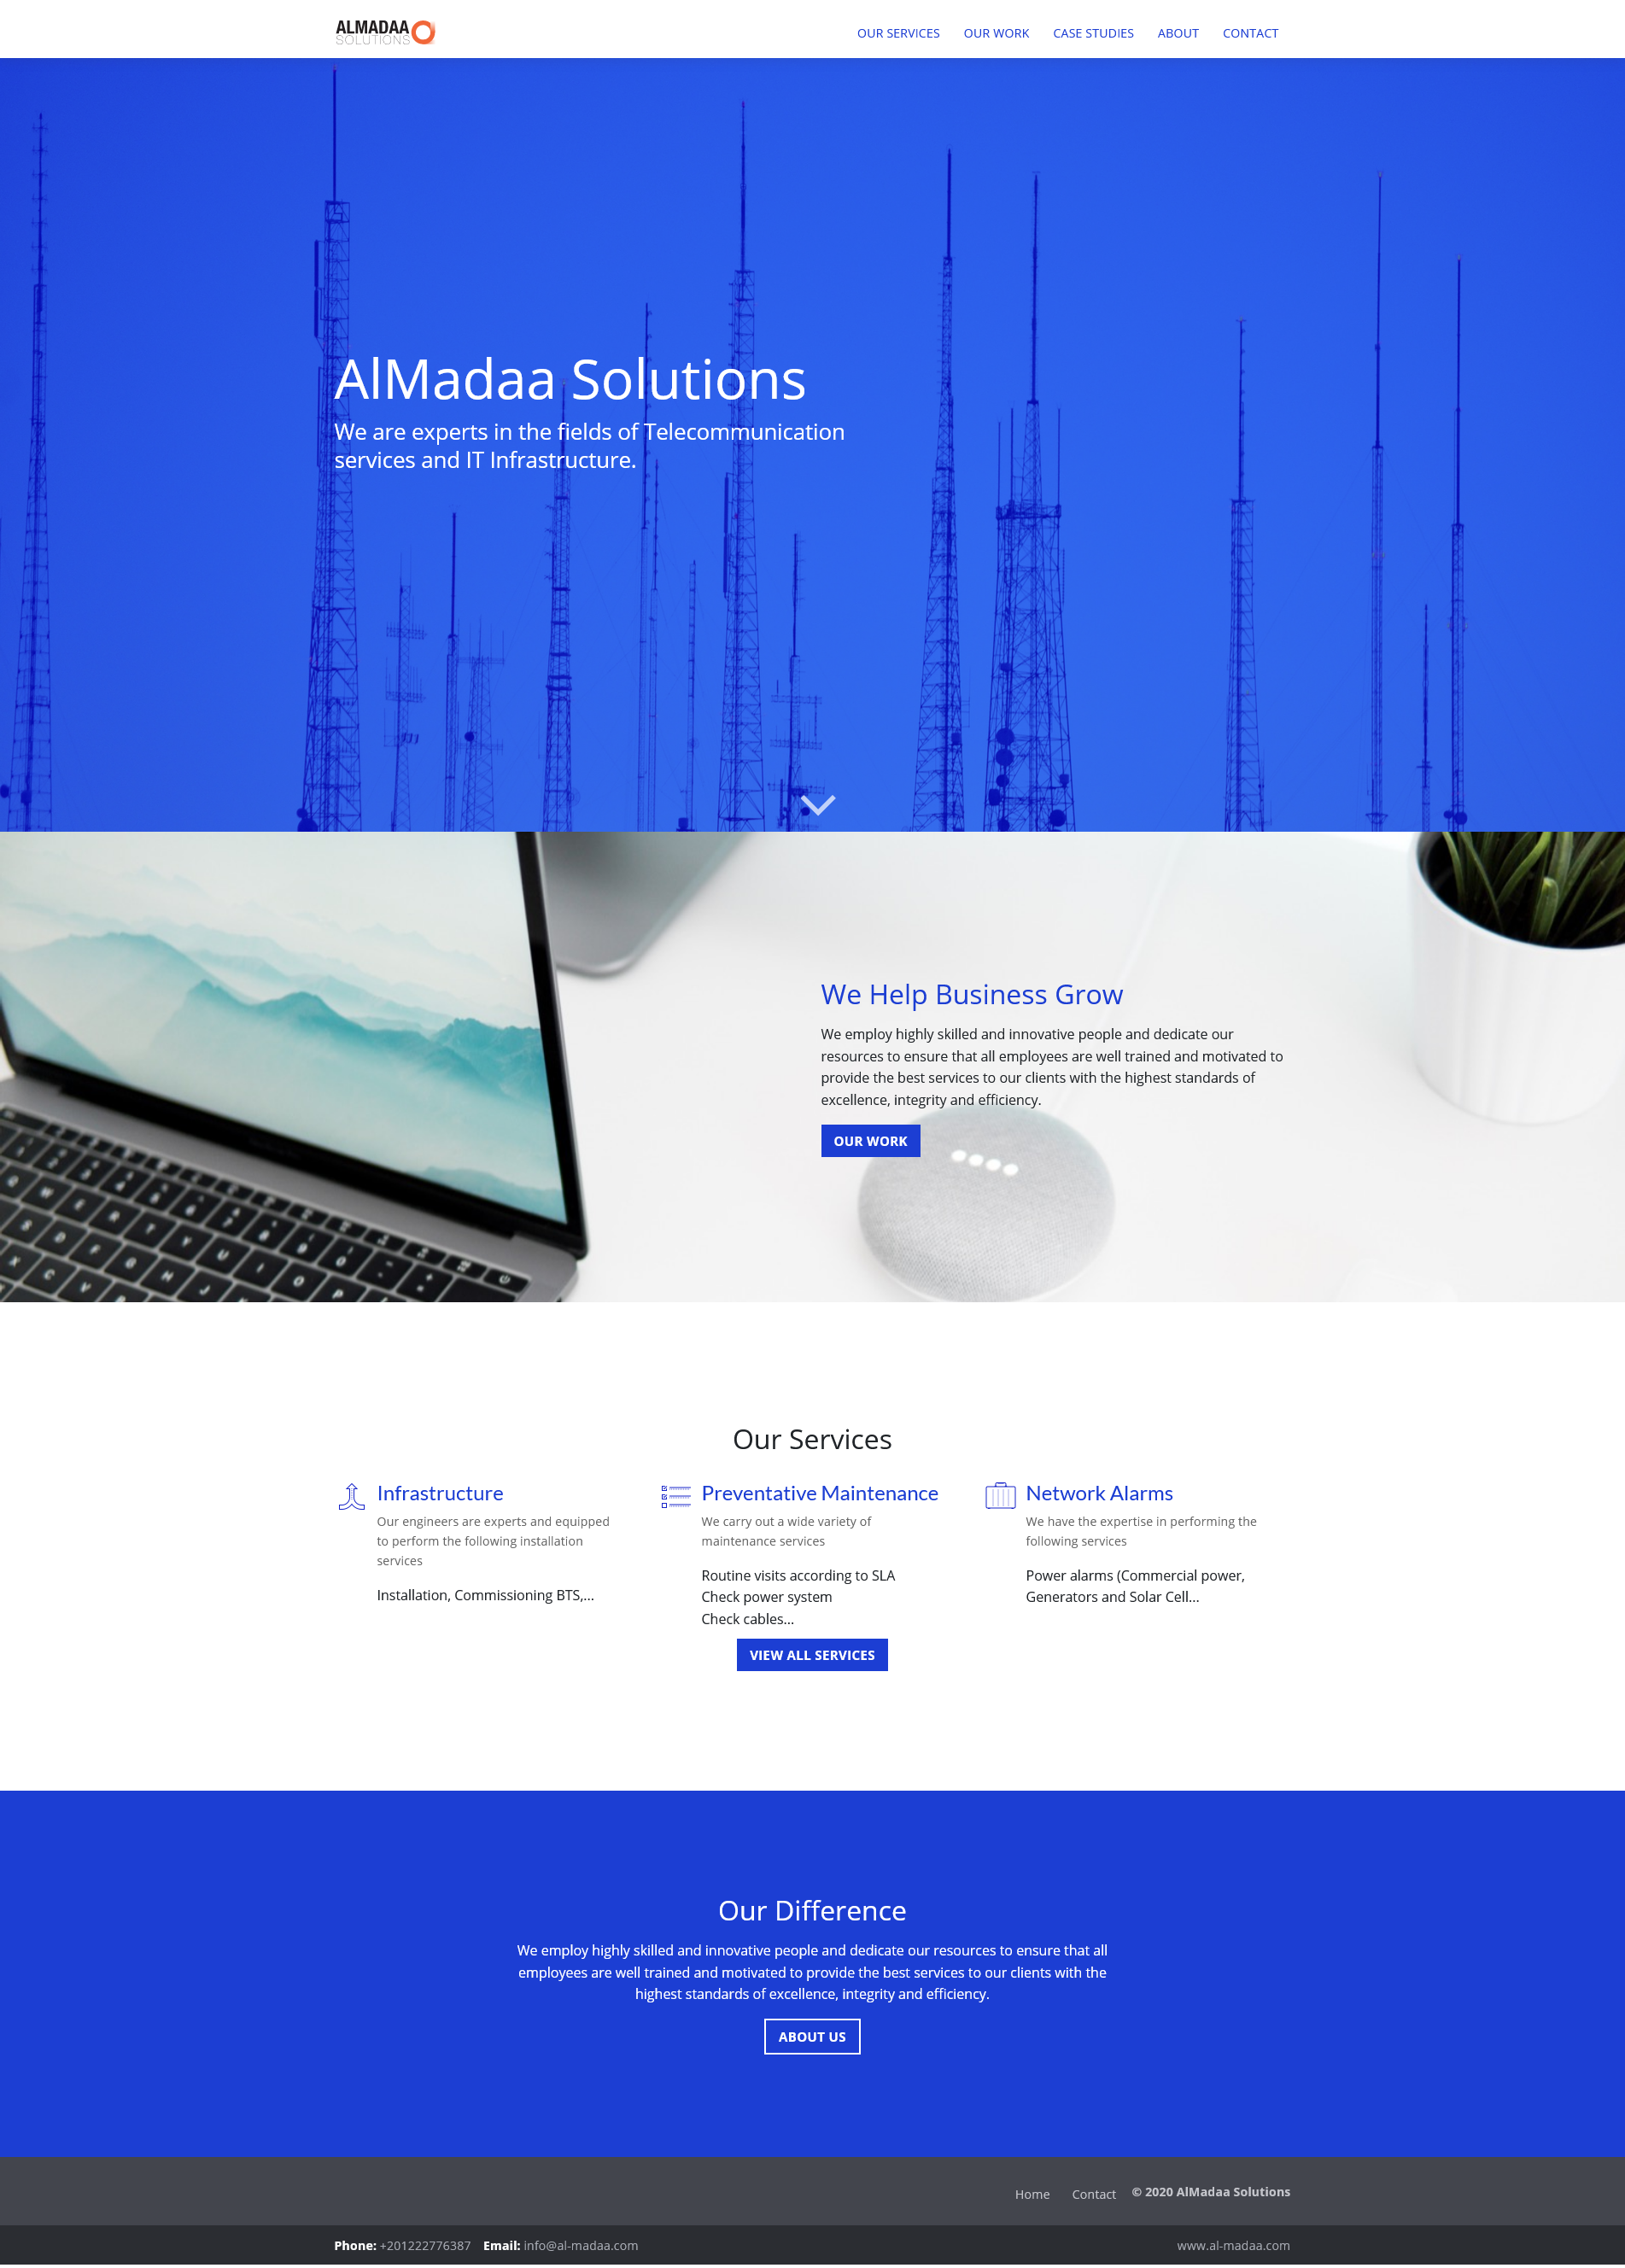 ALMADAA
SOLUTIONS
OUR SERVICES OUR WORK CASE STUDIES ABOUT CONTACT
AlMadaa Solutions
We are experts in the fields of Telecommunication
services and IT Infrastructure.
We Help Business Grow
We employ highly skilled and innovative people and dedicate our
resources to ensure that all employees are well trained and motivated to
provide the best services to our clients with the highest standards of
excellence, integrity and efficiency.
OUR WORK
Our Services
Infrastructure
Our engineers are experts and equipped
to perform the following installation
services
Installation, Commissioning BTS,...
Preventative Maintenance
We carry out a wide variety of
maintenance services
Routine visits according to SLA
Check power system
Check cables...
Network Alarms
We have the expertise in performing the
following services
Power alarms (Commercial power,
Generators and Solar Cell...
VIEW ALL SERVICES
Our Difference
We employ highly skilled and innovative people and dedicate our resources to ensure that all
employees are well trained and motivated to provide the best services to our clients with the
highest standards of excellence, integrity and efficiency.
ABOUT US
Home Contact © 2020 AlMadaa Solutions
Phone: +201222776387 Email: info@al-madaa.com www.al-madaa.com